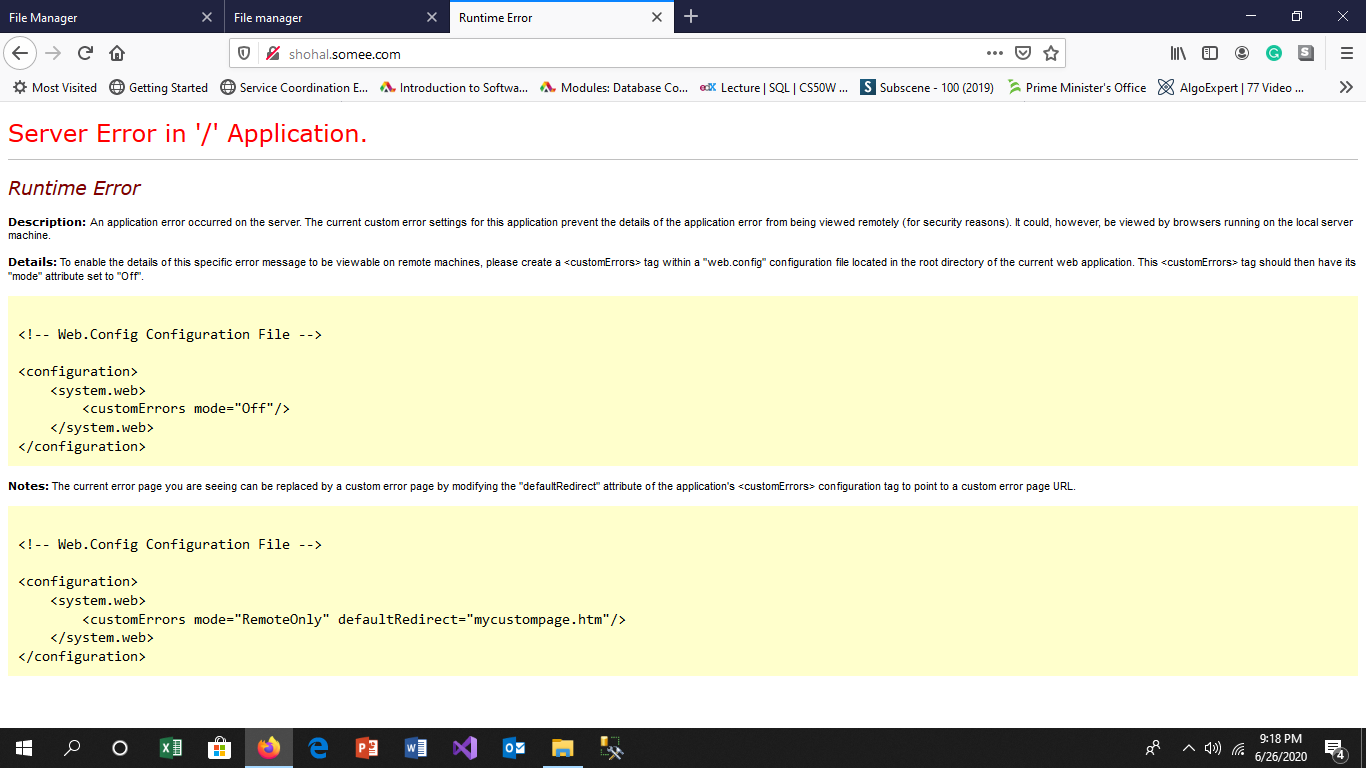 File Manager
File manager
Runtime Error
shohal.somee.com
Most Visited
Getting Started
Service Coordination E...
Introduction to Softwa...
Modules: Database Co...
edX
Lecture | SQL | CS50W ...
S
Subscene - 100 (2019)
Prime Minister's Office
AlgoExpert | 77 Video ...
Server Error in '/' Application.
Runtime Error
Description: An application error occurred on the server. The current custom error settings for this application prevent the details of the application error from being viewed remotely (for security reasons). It could, however, be viewed by browsers running on the local server
machine.
Details: To enable the details of this specific error message to be viewable on remote machines, please create a <customErrors> tag within a "web.config" configuration file located in the root directory of the current web application. This <customErrors> tag should then have its
"mode" attribute set to "Off".
<!-- Web.Config Configuration File -->
<configuration>
    <system.web>
        <customErrors mode="Off"/>
    </system.web>
</configuration>
Notes: The current error page you are seeing can be replaced by a custom error page by modifying the "defaultRedirect" attribute of the application's <customErrors> configuration tag to point to a custom error page URL.
<!-- Web.Config Configuration File -->
<configuration>
    <system.web>
        <customErrors mode="RemoteOnly" defaultRedirect="mycustompage.htm"/>
    </system.web>
</configuration>
9:18 PM
6/26/2020
4